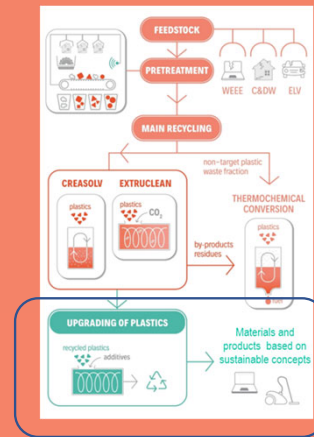 FEEDSTOCK
PRETREATMENT
WEEE C&DW ELV
MAIN RECYCLING
non-target plastic
waste fraction
CREASOLV EXTRUCLEAN
plastics
plastics
CO₂
THERMOCHEMICAL
CONVERSION
plastics
by-products
residues
fuel
UPGRADING OF PLASTICS
recycled plastics
additives
Materials and
products based on
sustainable concepts